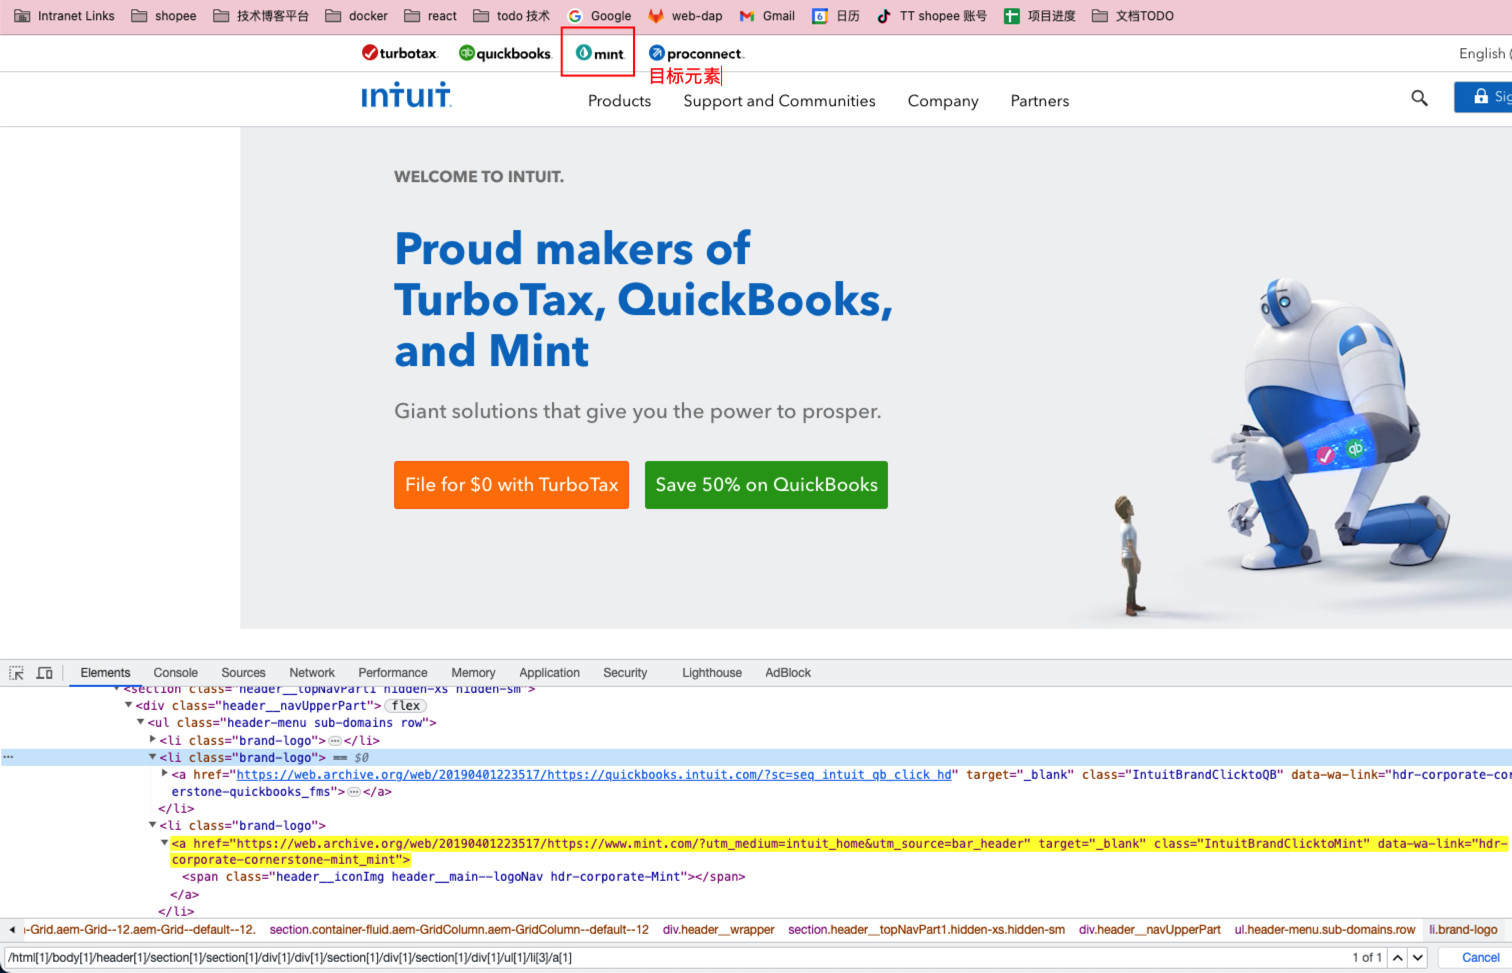 Intranet Links shopee 技术博客平台 docker react todo 技术 Google web-dap Gmail 6 日历 TT shopee 账号 项目进度 文档TODO
turbotax. qb quickbooks. mint. proconnect. English
目标元素
intuit. Products Support and Communities Company Partners
WELCOME TO INTUIT.
Proud makers of
TurboTax, QuickBooks,
and Mint
Giant solutions that give you the power to prosper.
File for $0 with TurboTax Save 50% on QuickBooks
qb
Elements Console Sources Network Performance Memory Application Security Lighthouse AdBlock
<section class="header__topNavPart1 hidden-xs hidden-sm">
<div class="header__navUpperPart"> flex
<ul class="header-menu sub-domains row">
<li class="brand-logo">…</li>
… <li class="brand-logo"> == $0
<a href="https://web.archive.org/web/20190401223517/https://quickbooks.intuit.com/?sc=seq_intuit_qb_click_hd" target="_blank" class="IntuitBrandClicktoQB" data-wa-link="hdr-corporate-cor
erstone-quickbooks_fms">…</a>
</li>
<li class="brand-logo">
<a href="https://web.archive.org/web/20190401223517/https://www.mint.com/?utm_medium=intuit_home&utm_source=bar_header" target="_blank" class="IntuitBrandClicktoMint" data-wa-link="hdr-
corporate-cornerstone-mint_mint">
<span class="header__iconImg header__main--logoNav hdr-corporate-Mint"></span>
</a>
</li>
-Grid.aem-Grid--12.aem-Grid--default--12. section.container-fluid.aem-GridColumn.aem-GridColumn--default--12 div.header__wrapper section.header__topNavPart1.hidden-xs.hidden-sm div.header__navUpperPart ul.header-menu.sub-domains.row li.brand-logo
/html[1]/body[1]/header[1]/section[1]/section[1]/div[1]/div[1]/section[1]/div[1]/section[1]/div[1]/ul[1]/li[3]/a[1] 1 of 1 Cancel